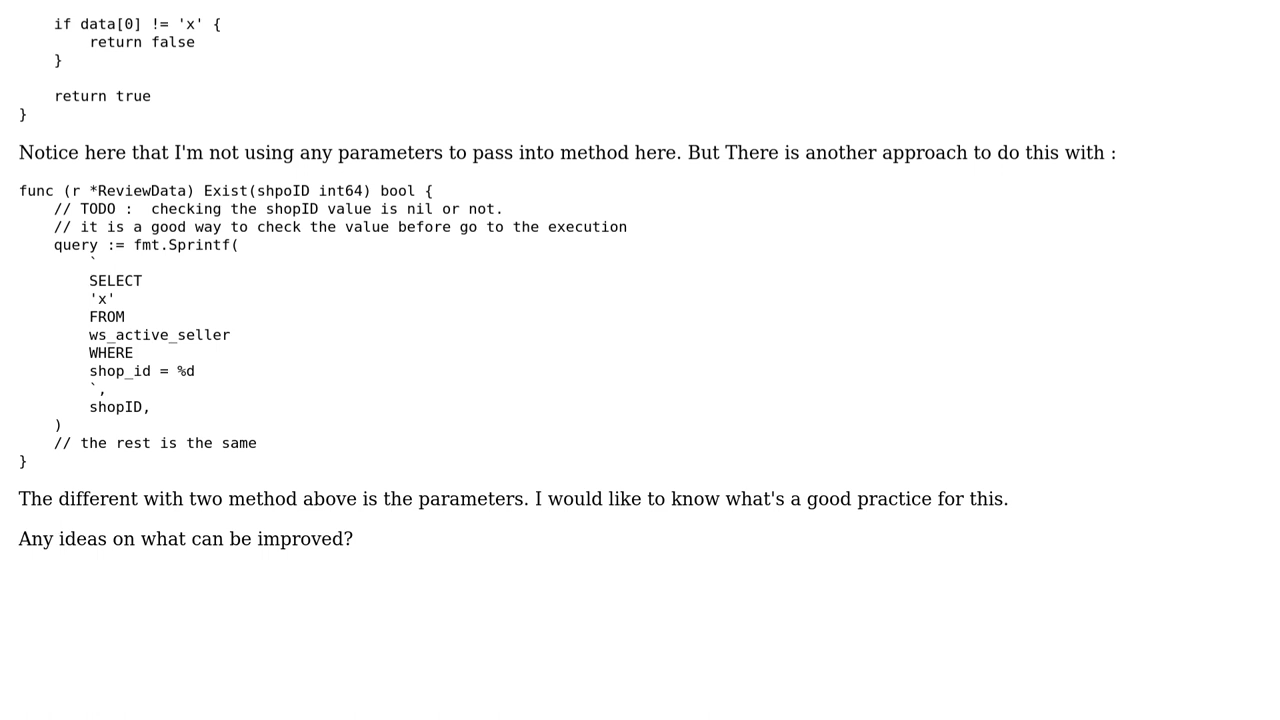 if data[0] != 'x' {
        return false
    }

    return true
}
Notice here that I'm not using any parameters to pass into method here. But There is another approach to do this with :
func (r *ReviewData) Exist(shpoID int64) bool {
    // TODO :  checking the shopID value is nil or not.
    // it is a good way to check the value before go to the execution
    query := fmt.Sprintf(
        `
        SELECT
        'x'
        FROM
        ws_active_seller
        WHERE
        shop_id = %d
        `,
        shopID,
    )
    // the rest is the same
}
The different with two method above is the parameters. I would like to know what's a good practice for this.
Any ideas on what can be improved?